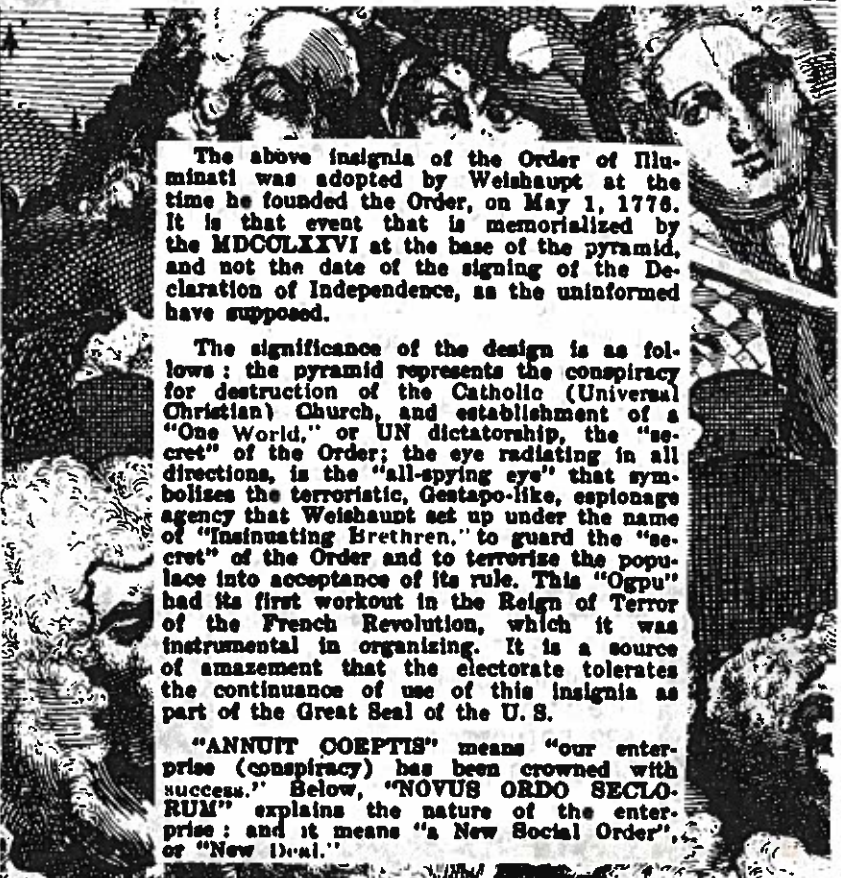 The above insignia of the Order of Illu-
minati was adopted by Weishaupt at the
time he founded the Order, on May 1, 1776.
It is that event that is memorialized by
the MDCCLXXVI at the base of the pyramid,
and not the date of the signing of the De-
claration of Independence, as the uninformed
have supposed.
The significance of the design is as fol-
lows : the pyramid represents the conspiracy
for destruction of the Catholic (Universal
Christian) Church, and establishment of a
"One World," or UN dictatorship, the "se-
cret" of the Order; the eye radiating in all
directions, is the "all-spying eye" that sym-
bolizes the terroristic, Gestapo-like, espionage
agency that Weishaupt set up under the name
of "Insinuating Brethren," to guard the "se-
cret" of the Order and to terrorize the popu-
lace into acceptance of its rule. This "Ogpu"
had its first workout in the Reign of Terror
of the French Revolution, which it was
instrumental in organizing. It is a source
of amazement that the electorate tolerates
the continuance of use of this insignia as
part of the Great Seal of the U. S.
"ANNUIT COEPTIS" means "our enter-
prise (conspiracy) has been crowned with
success." Below, "NOVUS ORDO SECLO-
RUM" explains the nature of the enter-
prise : and it means "a New Social Order",
or "New Deal."